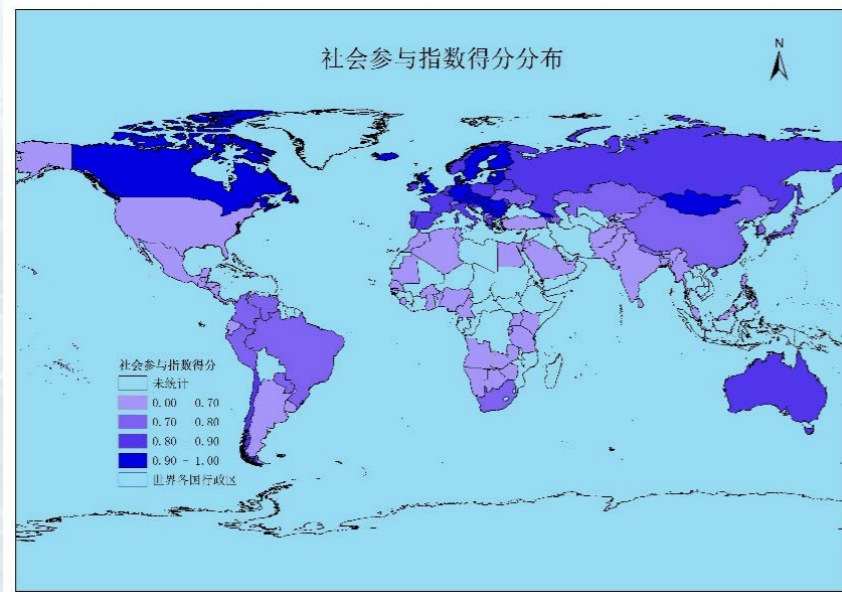 社会参与指数得分分布
N
社会参与指数得分
未统计
0.00 - 0.70
0.70 - 0.80
0.80 - 0.90
0.90 - 1.00
世界各国行政区